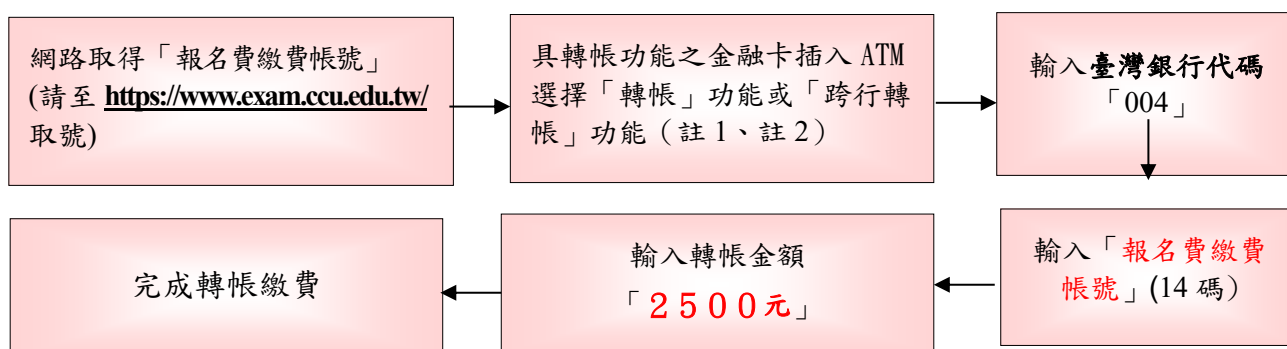 網路取得「報名費繳費帳號」
(請至 https://www.exam.ccu.edu.tw/
取號)
具轉帳功能之金融卡插入 ATM
選擇「轉帳」功能或「跨行轉
帳」功能（註1、註2）
輸入臺灣銀行代碼
「004」
輸入「報名費繳費
帳號」(14 碼)
輸入轉帳金額
「２５００元」
完成轉帳繳費